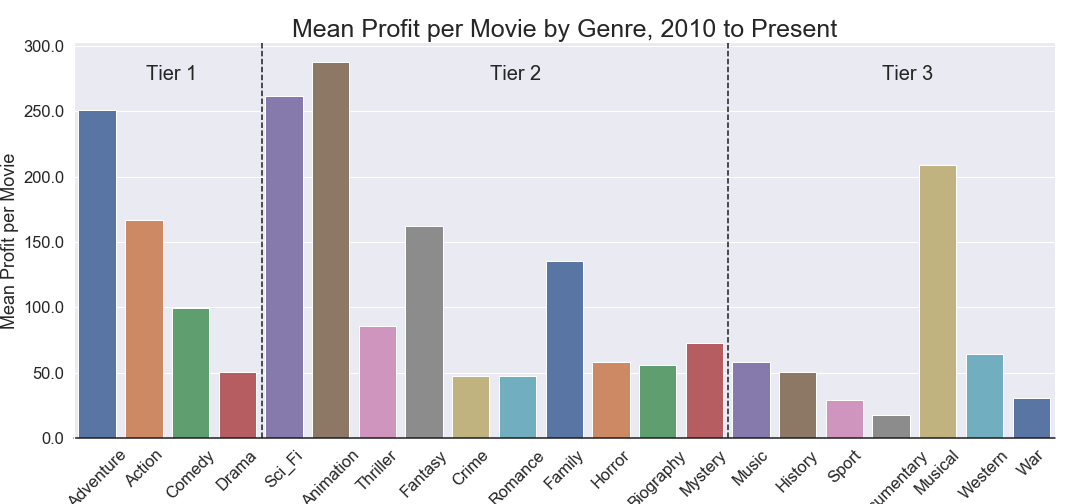 Mean Profit per Movie by Genre, 2010 to Present
Tier 1
Tier 2
Tier 3
Mean Profit per Movie
300.0
250.0
200.0
150.0
100.0
50.0
0.0
Adventure
Action
Comedy
Drama
Sci_Fi
Animation
Thriller
Fantasy
Crime
Romance
Family
Horror
Biography
Mystery
Music
History
Sport
umentary
Musical
Western
War